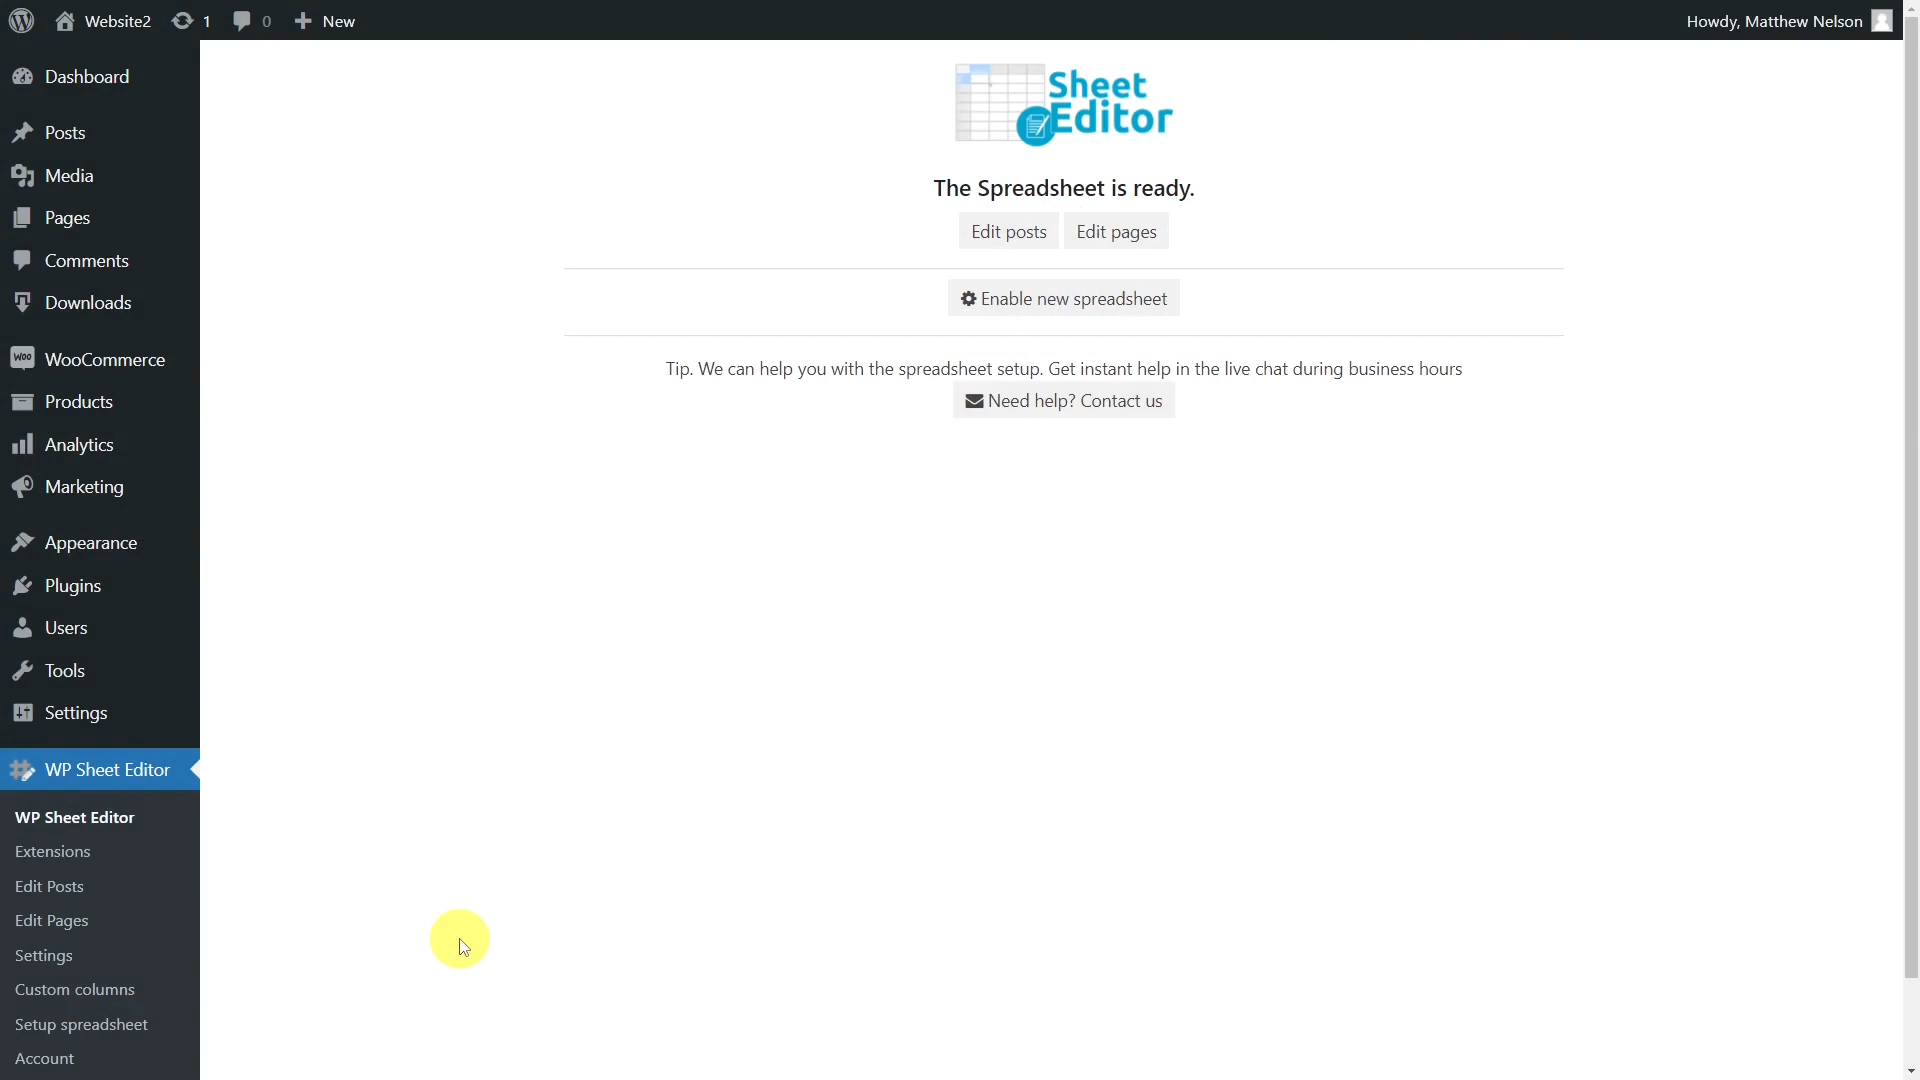 Website2 1 0 New Howdy, Matthew Nelson
Dashboard
Posts
Media
Pages
Comments
Downloads
WooCommerce
Products
Analytics
Marketing
Appearance
Plugins
Users
Tools
Settings
WP Sheet Editor
WP Sheet Editor
Extensions
Edit Posts
Edit Pages
Settings
Custom columns
Setup spreadsheet
Account
Sheet
Editor
The Spreadsheet is ready.
Edit posts Edit pages
Enable new spreadsheet
Tip. We can help you with the spreadsheet setup. Get instant help in the live chat during business hours
Need help? Contact us